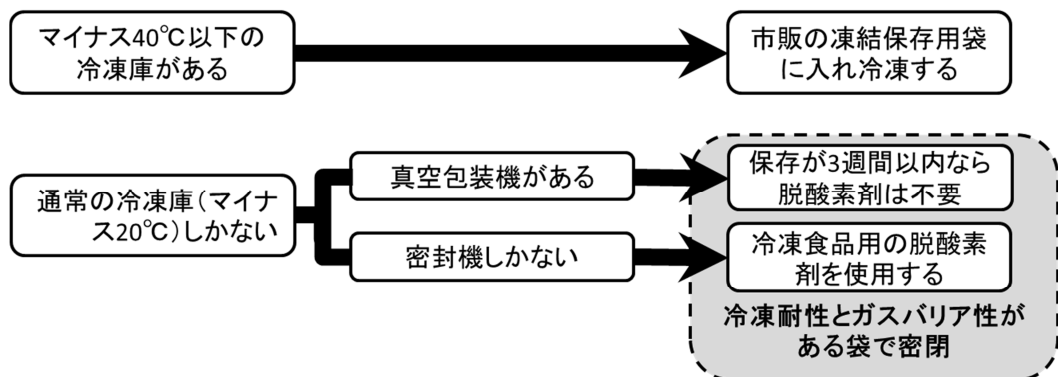 マイナス40℃以下の
冷凍庫がある
市販の凍結保存用袋
に入れ冷凍する
通常の冷凍庫（マイナ
ス20℃）しかない
真空包装機がある
保存が3週間以内なら
脱酸素剤は不要
密封機しかない
冷凍食品用の脱酸素
剤を使用する
冷凍耐性とガスバリア性が
ある袋で密閉